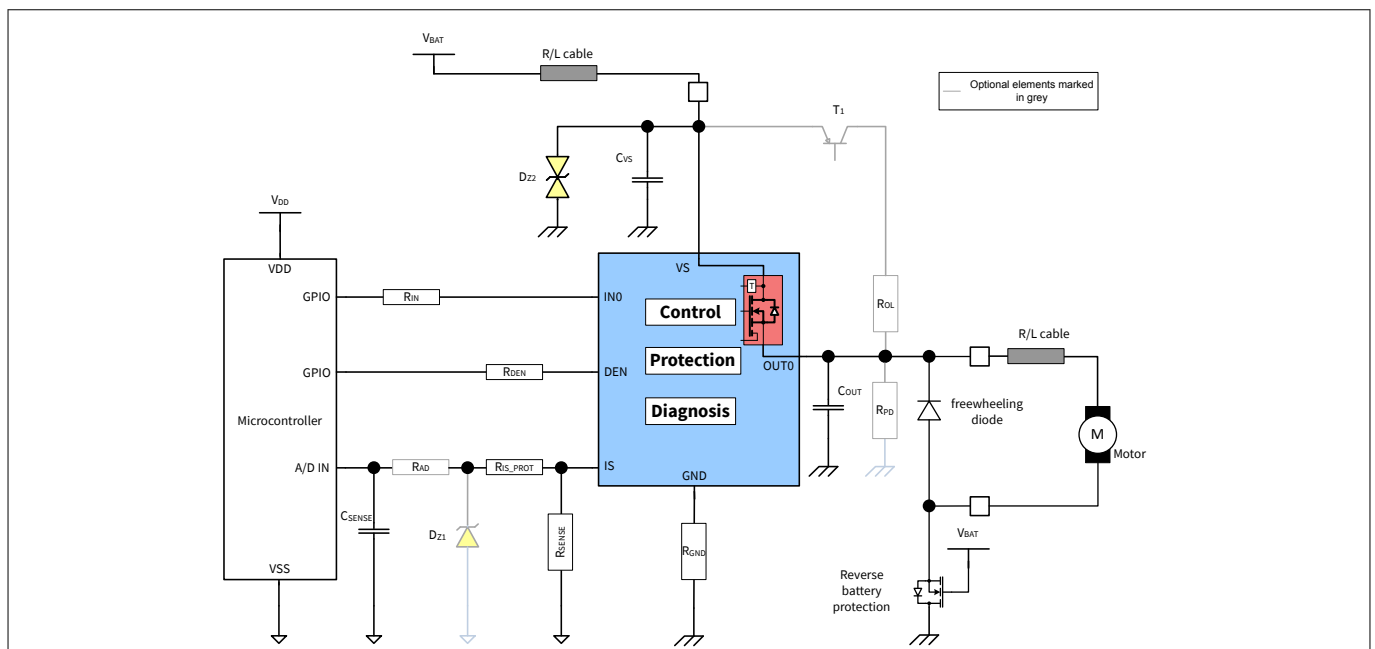 VBAT
R/L cable
Optional elements marked
in grey
T1
CVS
DZ2
VDD
VDD
VS
GPIO
RIN
IN0
T
Control
ROL
R/L cable
Protection
OUT0
GPIO
RDEN
DEN
COUT
RPD
freewheeling
diode
Diagnosis
Microcontroller
M
Motor
A/D IN
RAD
RIS_PROT
IS
GND
CSENSE
DZ1
RSENSE
RGND
VBAT
VSS
Reverse
battery
protection